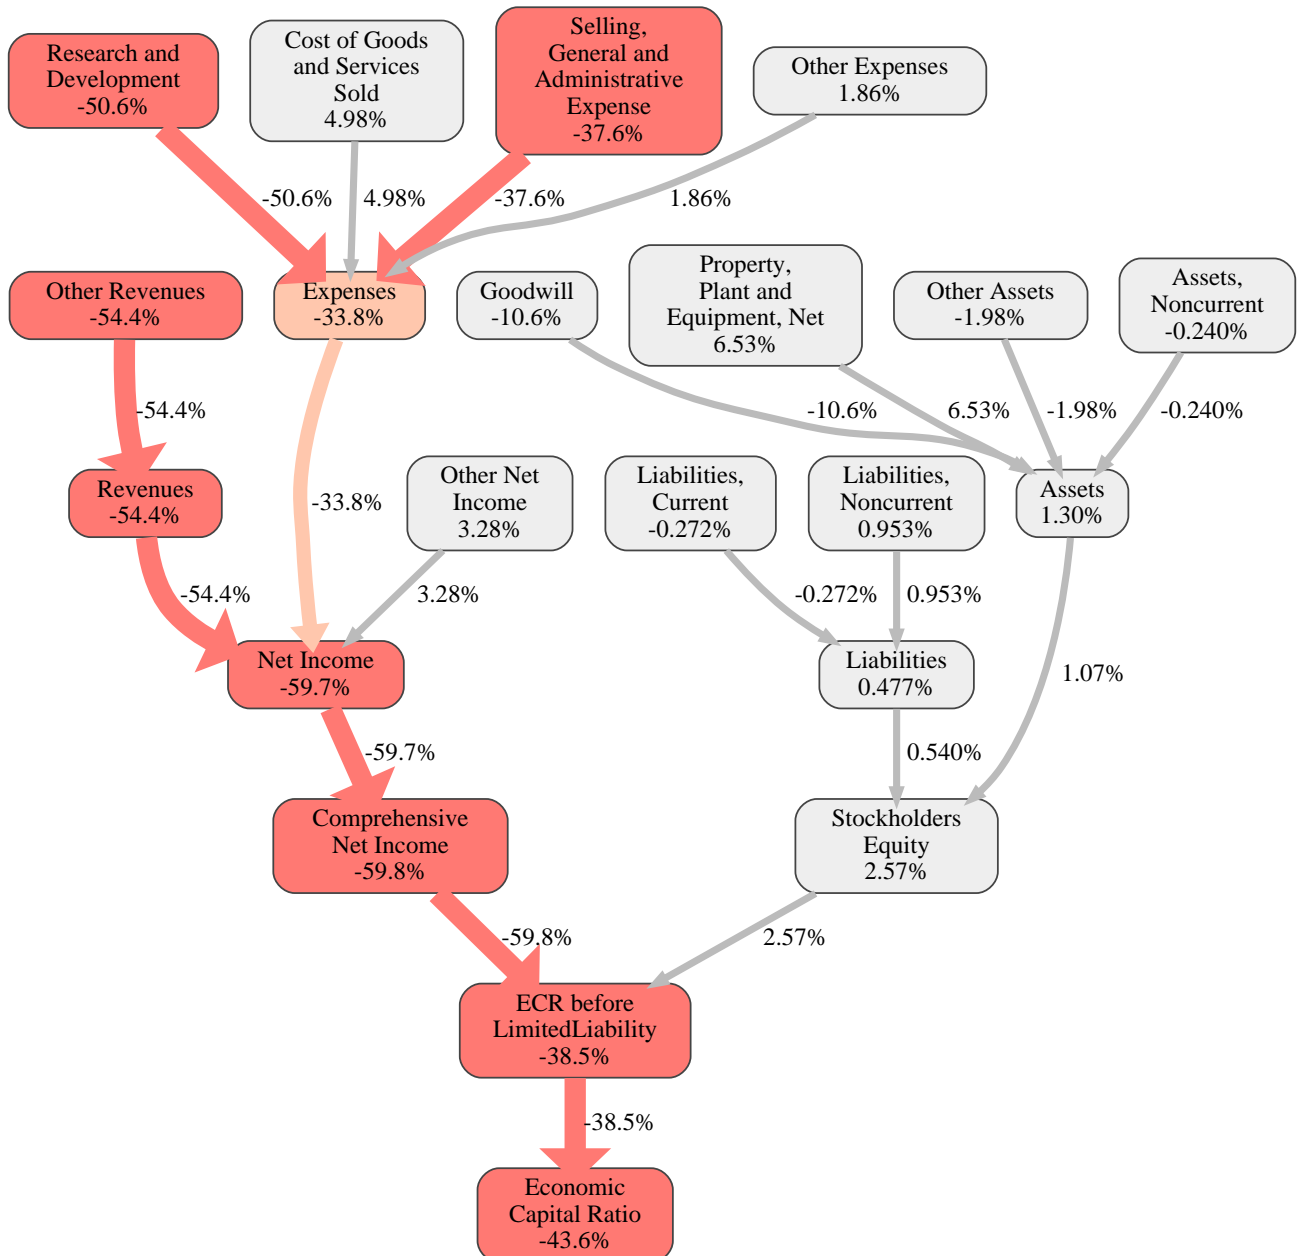 Research and
Development
-50.6%
Cost of Goods
and Services
Sold
4.98%
Selling,
General and
Administrative
Expense
-37.6%
Other Expenses
1.86%
-50.6%
4.98%
-37.6%
1.86%
Other Revenues
-54.4%
Expenses
-33.8%
Goodwill
-10.6%
Property,
Plant and
Equipment, Net
6.53%
Other Assets
-1.98%
Assets,
Noncurrent
-0.240%
-54.4%
-10.6%
6.53%
-1.98%
-0.240%
Revenues
-54.4%
-33.8%
Other Net
Income
3.28%
Liabilities,
Current
-0.272%
Liabilities,
Noncurrent
0.953%
Assets
1.30%
-54.4%
3.28%
-0.272%
0.953%
Net Income
-59.7%
Liabilities
0.477%
1.07%
-59.7%
0.540%
Comprehensive
Net Income
-59.8%
Stockholders
Equity
2.57%
-59.8%
2.57%
ECR before
LimitedLiability
-38.5%
-38.5%
Economic
Capital Ratio
-43.6%